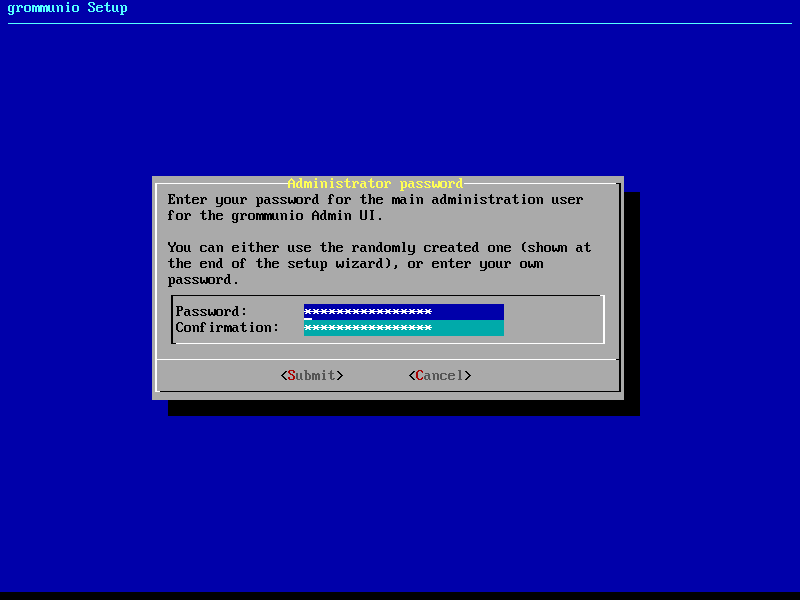 grommunio Setup
Administrator password
Enter your password for the main administration user
for the grommunio Admin UI.
You can either use the randomly created one (shown at
the end of the setup wizard), or enter your own
password.
Password: ****************
Confirmation: ****************
<Submit> <Cancel>